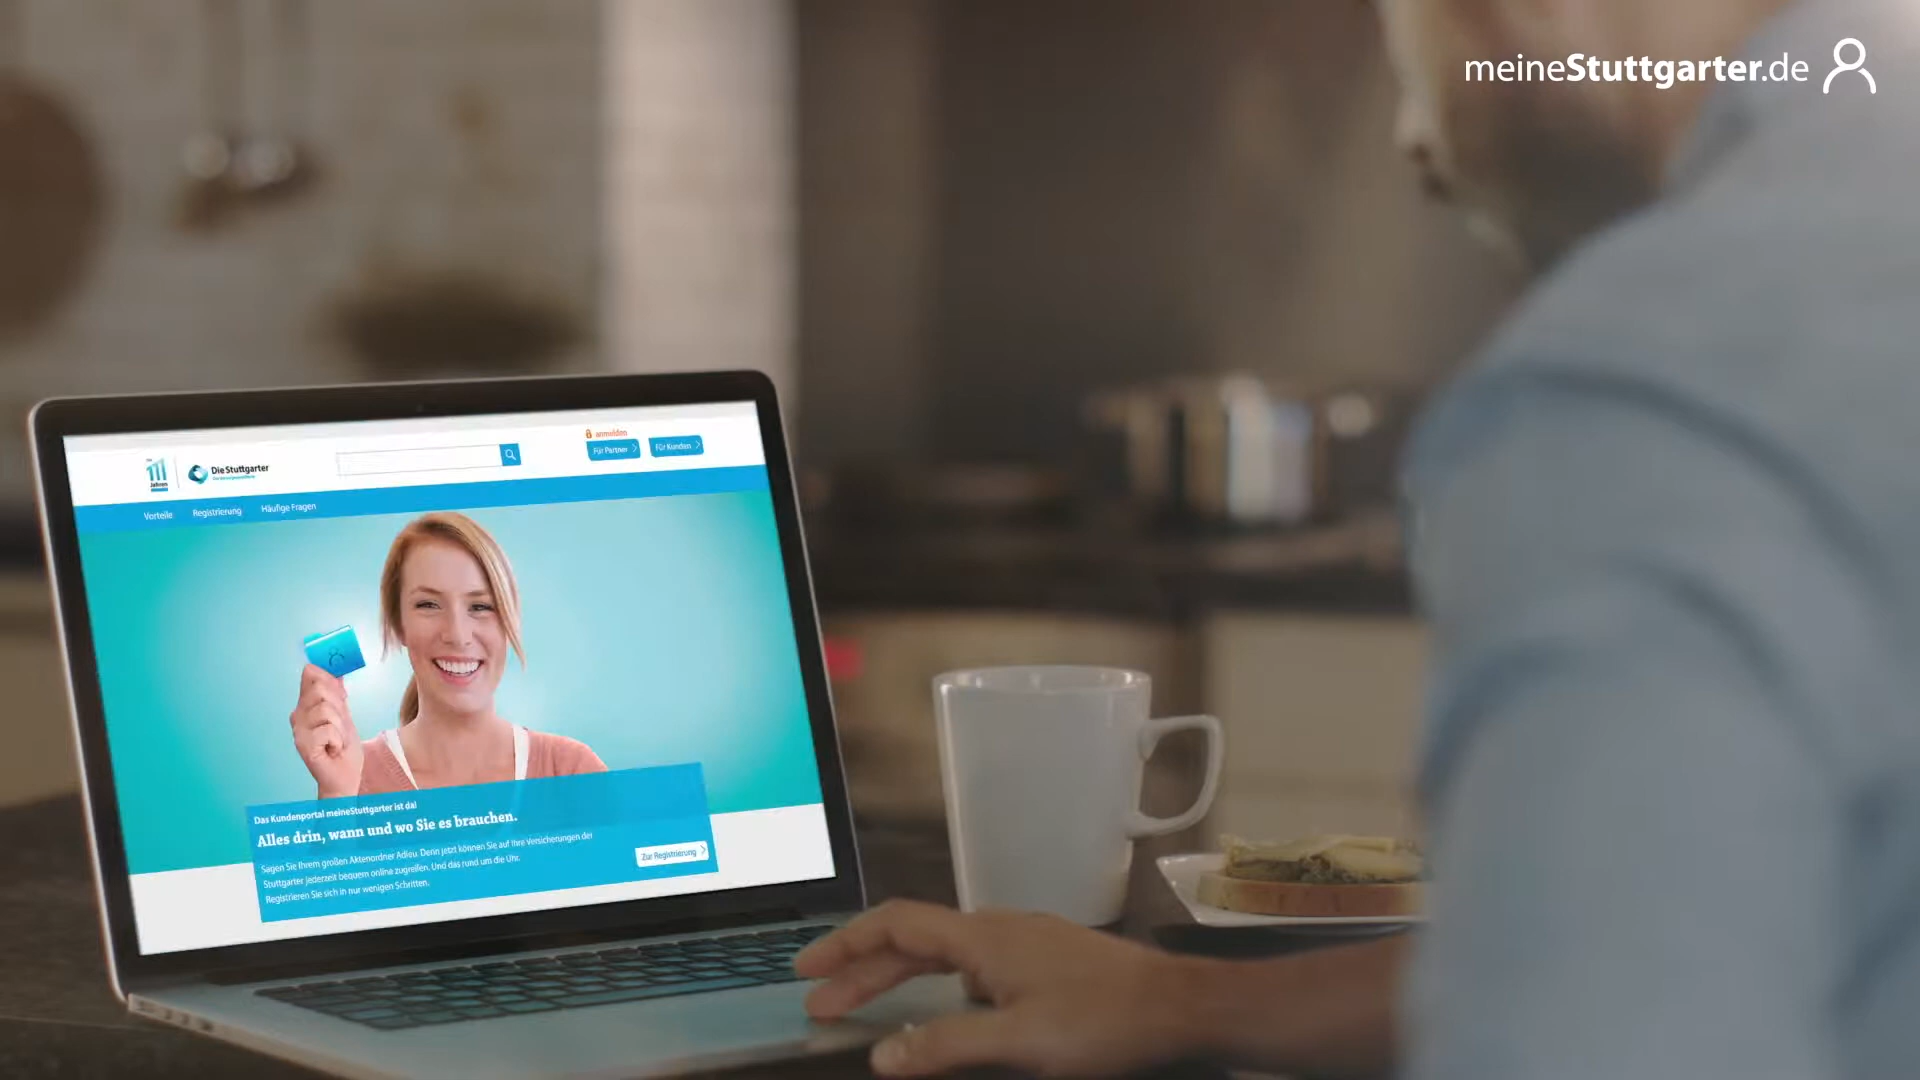 meineStuttgarter.de
111
Jahren
Die Stuttgarter
anmelden
Für Partner
Für Kunden
Vorteile
Registrierung
Häufige Fragen
Das Kundenportal meineStuttgarter ist da!
Alles drin, wann und wo Sie es brauchen.
Sagen Sie Ihrem großen Aktenordner Adieu. Denn jetzt können Sie auf Ihre Versicherungen der
Stuttgarter jederzeit bequem online zugreifen. Und das rund um die Uhr.
Registrieren Sie sich in nur wenigen Schritten.
Zur Registrierung